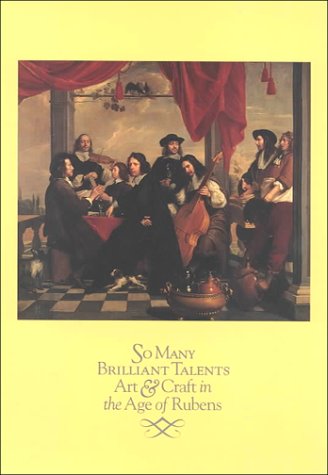 So Many
Brilliant Talents
Art & Craft in
the Age of Rubens